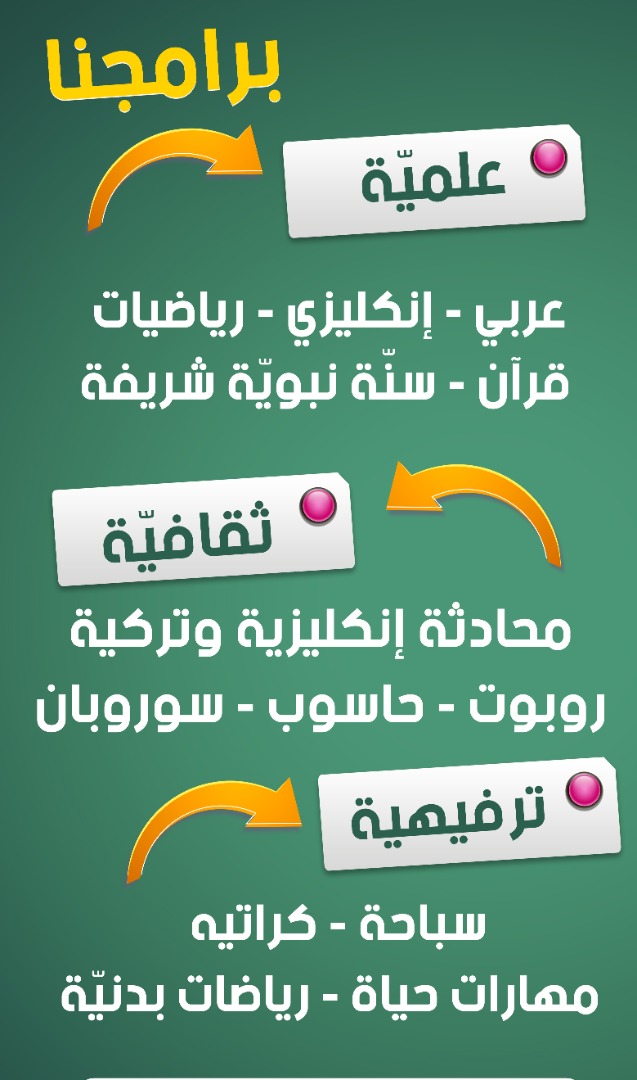 برامجنا
علميّة
عربي - إنكليزي - رياضيات
قرآن - سنّة نبويّة شريفة
ثقافيّة
محادثة إنكليزية وتركية
روبوت - حاسوب - سوروبان
ترفيهية
سباحة - كراتيه
مهارات حياة - رياضات بدنيّة